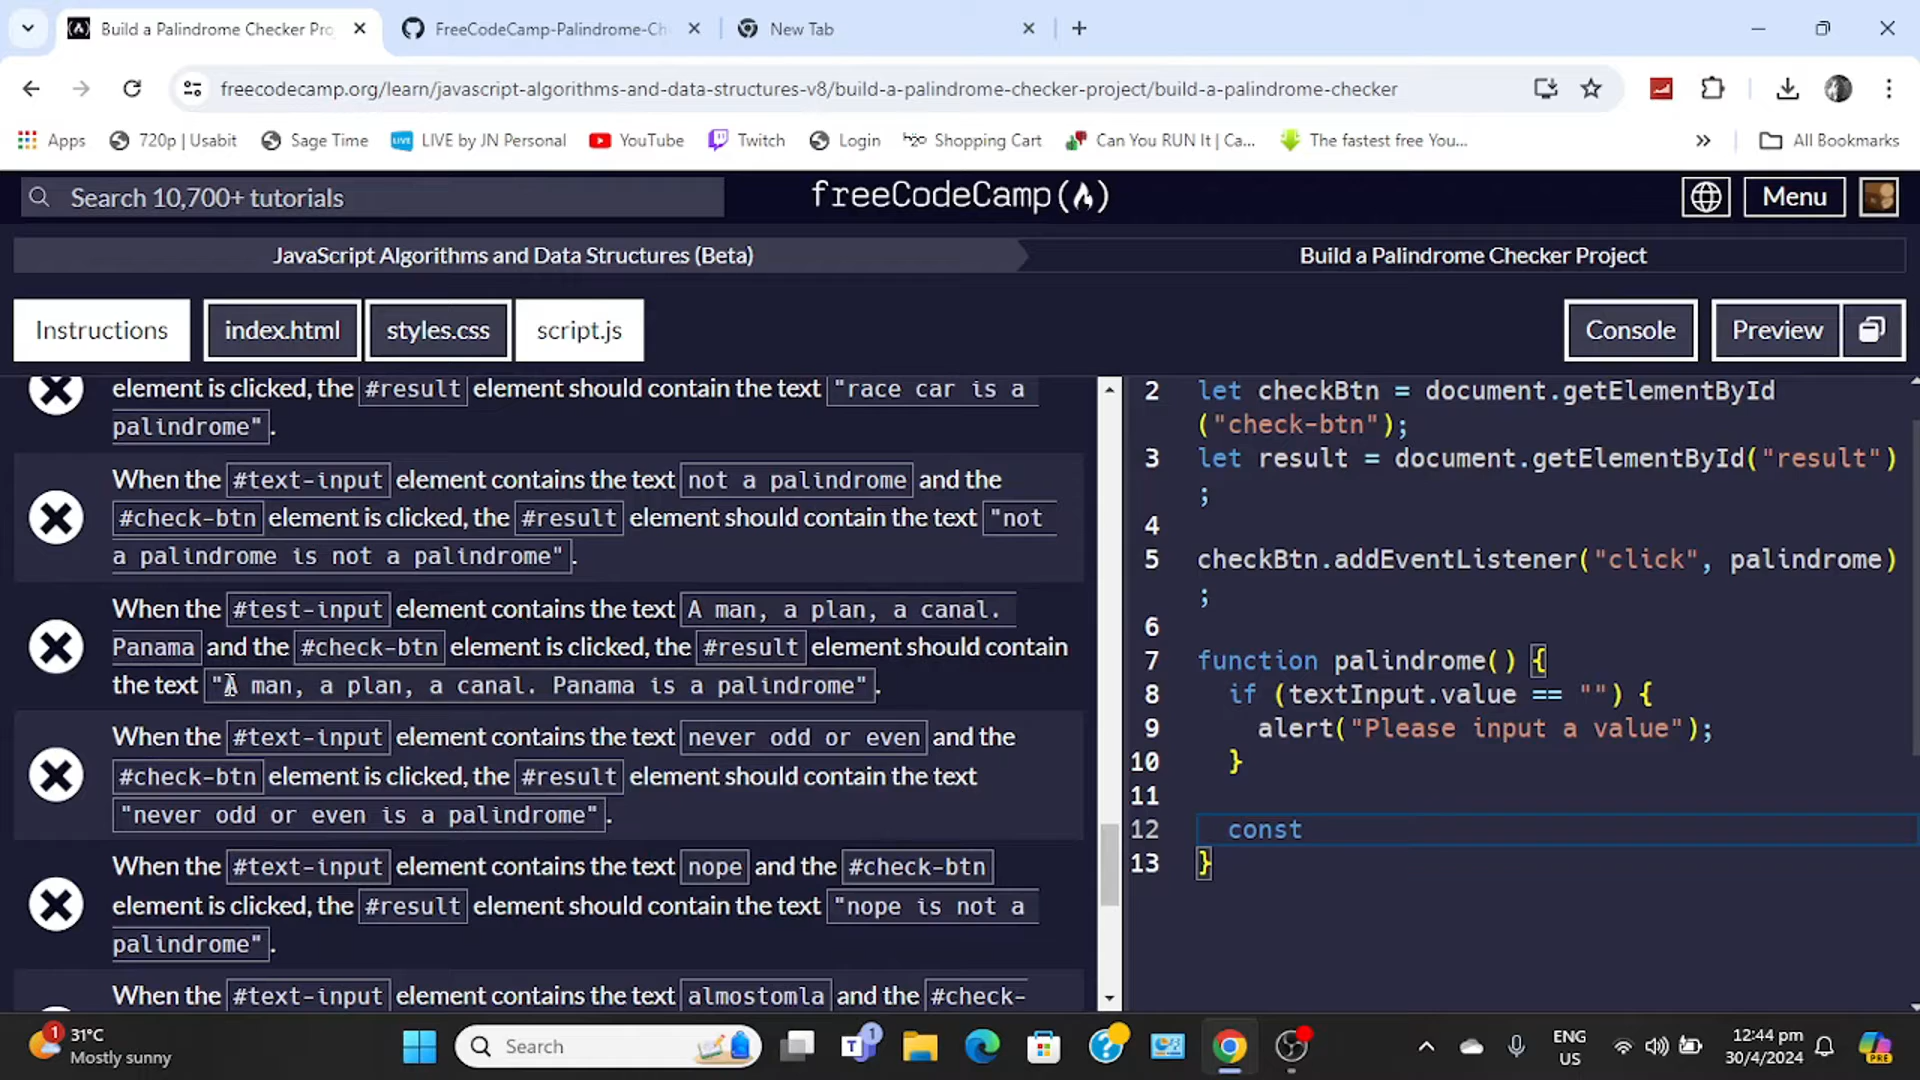 Build a Palindrome Checker Pro
FreeCodeCamp-Palindrome-Ch
New Tab
freecodecamp.org/learn/javascript-algorithms-and-data-structures-v8/build-a-palindrome-checker-project/build-a-palindrome-checker
Apps
720p | Usabit
Sage Time
LIVE
LIVE by JN Personal
YouTube
Twitch
Login
Shopping Cart
Can You RUN It | Ca...
The fastest free You...
All Bookmarks
Search 10,700+ tutorials
freeCodeCamp
Menu
JavaScript Algorithms and Data Structures (Beta)
Build a Palindrome Checker Project
Instructions
index.html
styles.css
script.js
Console
Preview
element is clicked, the #result element should contain the text "race car is a
palindrome".
When the #text-input element contains the text not a palindrome and the
#check-btn element is clicked, the #result element should contain the text "not
a palindrome is not a palindrome".
When the #test-input element contains the text A man, a plan, a canal.
Panama and the #check-btn element is clicked, the #result element should contain
the text "A man, a plan, a canal. Panama is a palindrome".
When the #text-input element contains the text never odd or even and the
#check-btn element is clicked, the #result element should contain the text
"never odd or even is a palindrome".
When the #text-input element contains the text nope and the #check-btn
element is clicked, the #result element should contain the text "nope is not a
palindrome".
When the #text-input element contains the text almostomla and the #check-
2 let checkBtn = document.getElementById
("check-btn");
3 let result = document.getElementById("result")
;
4
5 checkBtn.addEventListener("click", palindrome)
;
6
7 function palindrome() {
8 if (textInput.value == "") {
9 alert("Please input a value");
10 }
11
12 const
13 }
1
31°C
Mostly sunny
Search
1
ENG
US
12:44 pm
30/4/2024
PRE